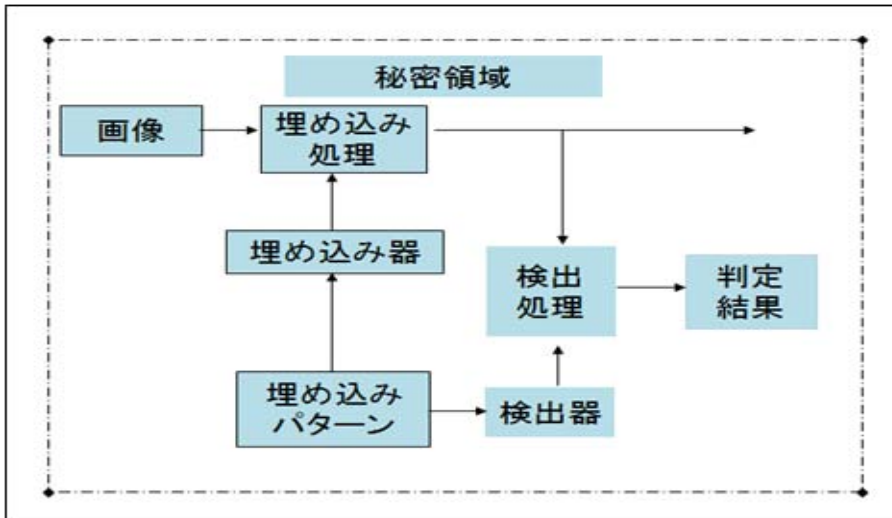 秘密領域
画像
埋め込み
処理
埋め込み器
検出
処理
判定
結果
埋め込み
パターン
検出器